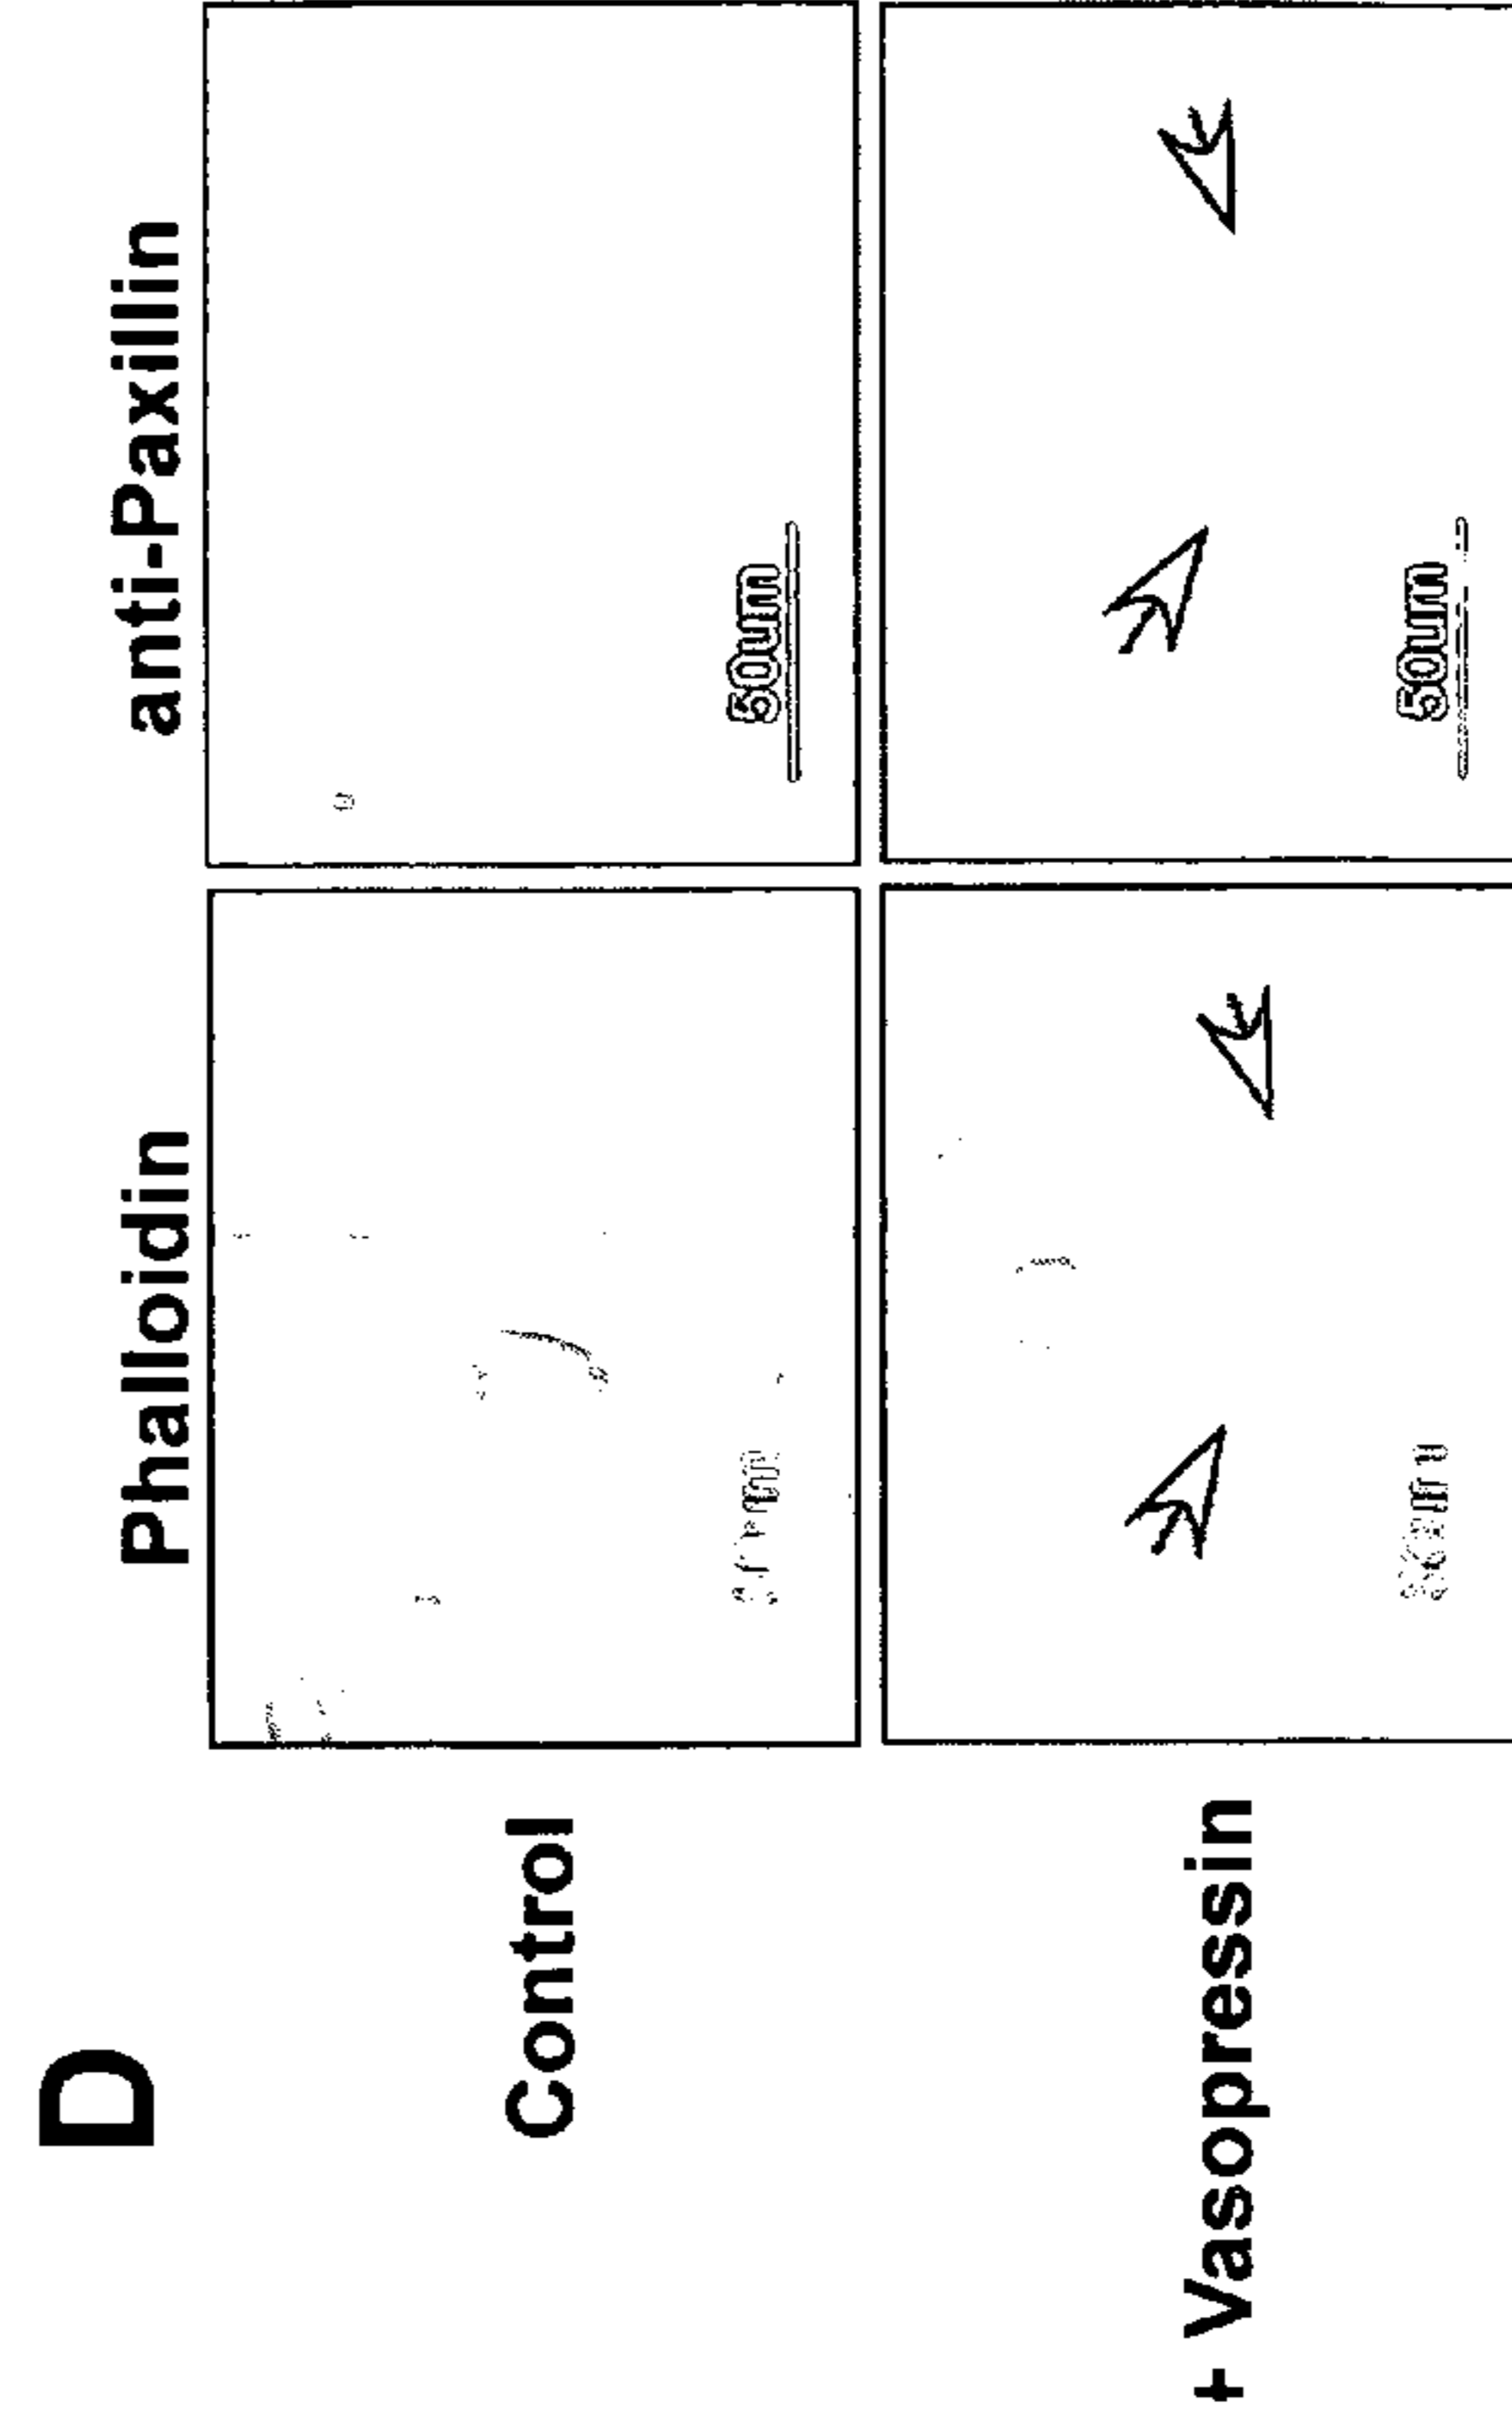 D
Phalloidin
anti-Paxillin
Control
50um
+ Vasopressin
50um